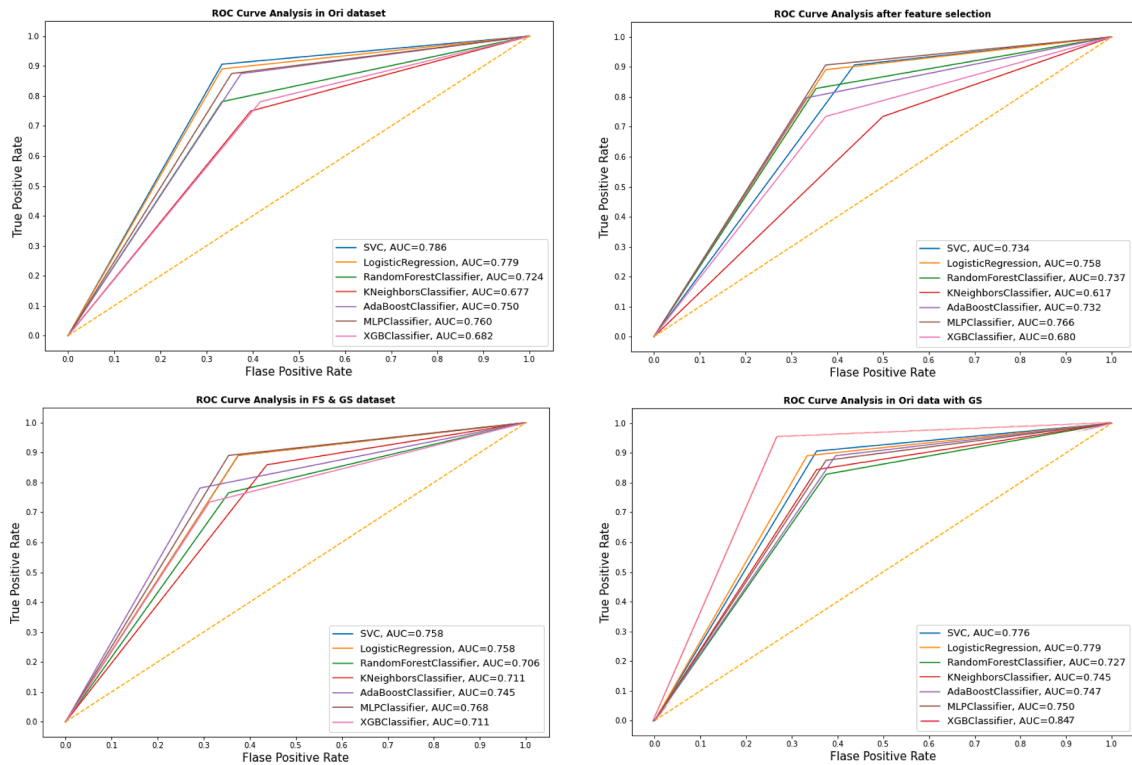 ROC Curve Analysis in Ori dataset
1.0
0.9
0.8
0.7
0.6
0.5
0.4
0.3
0.2
0.1
0.0
True Positive Rate
SVC, AUC=0.786
LogisticRegression, AUC=0.779
RandomForestClassifier, AUC=0.724
KNeighborsClassifier, AUC=0.677
AdaBoostClassifier, AUC=0.750
MLPClassifier, AUC=0.760
XGBClassifier, AUC=0.682
0.0 0.1 0.2 0.3 0.4 0.5 0.6 0.7 0.8 0.9 1.0
Flase Positive Rate
ROC Curve Analysis after feature selection
1.0
0.9
0.8
0.7
0.6
0.5
0.4
0.3
0.2
0.1
0.0
True Positive Rate
SVC, AUC=0.734
LogisticRegression, AUC=0.758
RandomForestClassifier, AUC=0.737
KNeighborsClassifier, AUC=0.617
AdaBoostClassifier, AUC=0.732
MLPClassifier, AUC=0.766
XGBClassifier, AUC=0.680
0.0 0.1 0.2 0.3 0.4 0.5 0.6 0.7 0.8 0.9 1.0
Flase Positive Rate
ROC Curve Analysis in FS & GS dataset
1.0
0.9
0.8
0.7
0.6
0.5
0.4
0.3
0.2
0.1
0.0
True Positive Rate
SVC, AUC=0.758
LogisticRegression, AUC=0.758
RandomForestClassifier, AUC=0.706
KNeighborsClassifier, AUC=0.711
AdaBoostClassifier, AUC=0.745
MLPClassifier, AUC=0.768
XGBClassifier, AUC=0.711
0.0 0.1 0.2 0.3 0.4 0.5 0.6 0.7 0.8 0.9 1.0
Flase Positive Rate
ROC Curve Analysis in Ori data with GS
1.0
0.9
0.8
0.7
0.6
0.5
0.4
0.3
0.2
0.1
0.0
True Positive Rate
SVC, AUC=0.776
LogisticRegression, AUC=0.779
RandomForestClassifier, AUC=0.727
KNeighborsClassifier, AUC=0.745
AdaBoostClassifier, AUC=0.747
MLPClassifier, AUC=0.750
XGBClassifier, AUC=0.847
0.0 0.1 0.2 0.3 0.4 0.5 0.6 0.7 0.8 0.9 1.0
Flase Positive Rate